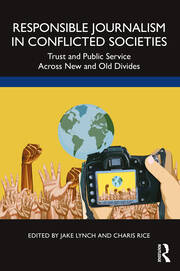 RESPONSIBLE JOURNALISM
IN CONFLICTED SOCIETIES
Trust and Public Service
Across New and Old Divides
EDITED BY JAKE LYNCH AND CHARIS RICE